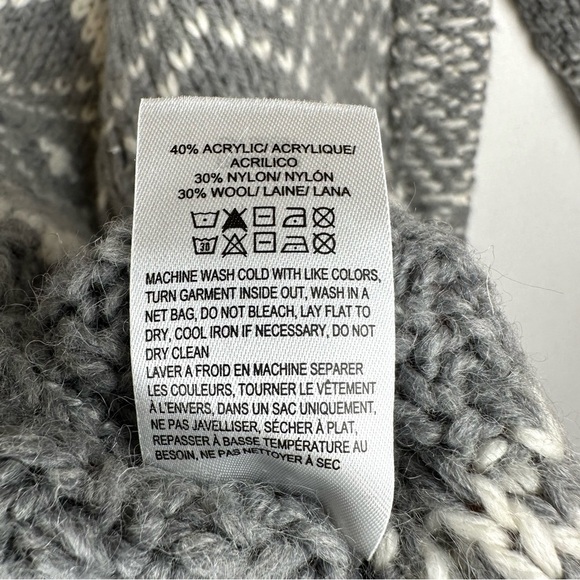 40% ACRYLIC/ ACRYLIQUE/
ACRILICO
30% NYLON/ NYLÓN
30% WOOL/ LAINE/ LANA
30
MACHINE WASH COLD WITH LIKE COLORS,
TURN GARMENT INSIDE OUT, WASH IN A
NET BAG, DO NOT BLEACH, LAY FLAT TO
DRY, COOL IRON IF NECESSARY, DO NOT
DRY CLEAN
LAVER A FROID EN MACHINE SEPARER
LES COULEURS, TOURNER LE VÊTEMENT
À L'ENVERS, DANS UN SAC UNIQUEMENT,
NE PAS JAVELLISER, SÉCHER À PLAT,
REPASSER À BASSE TEMPÉRATURE AU
BESOIN, NE PAS NETTOYER À SEC